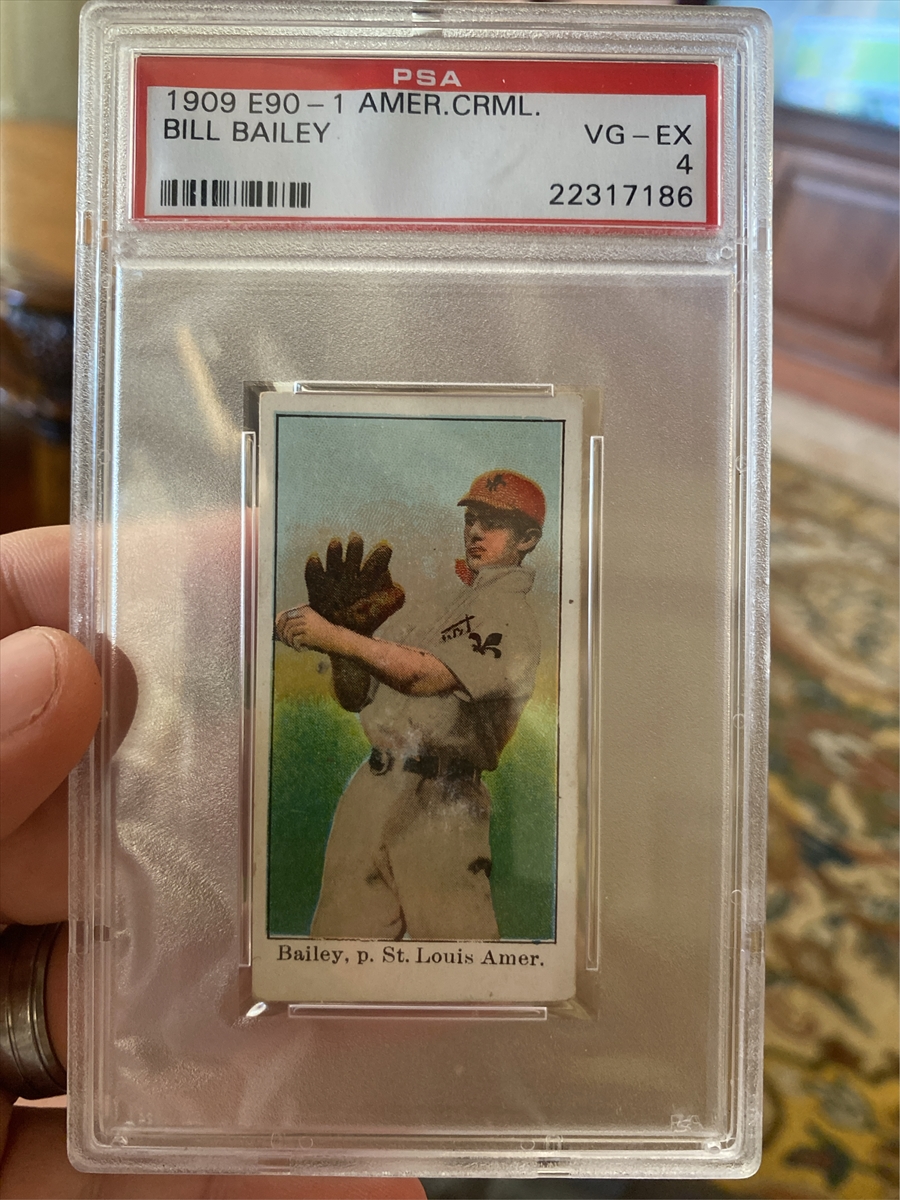 PSA
1909 E90-1 AMER.CRML.
BILL BAILEY VG-EX
4
22317186
Bailey, p. St. Louis Amer.